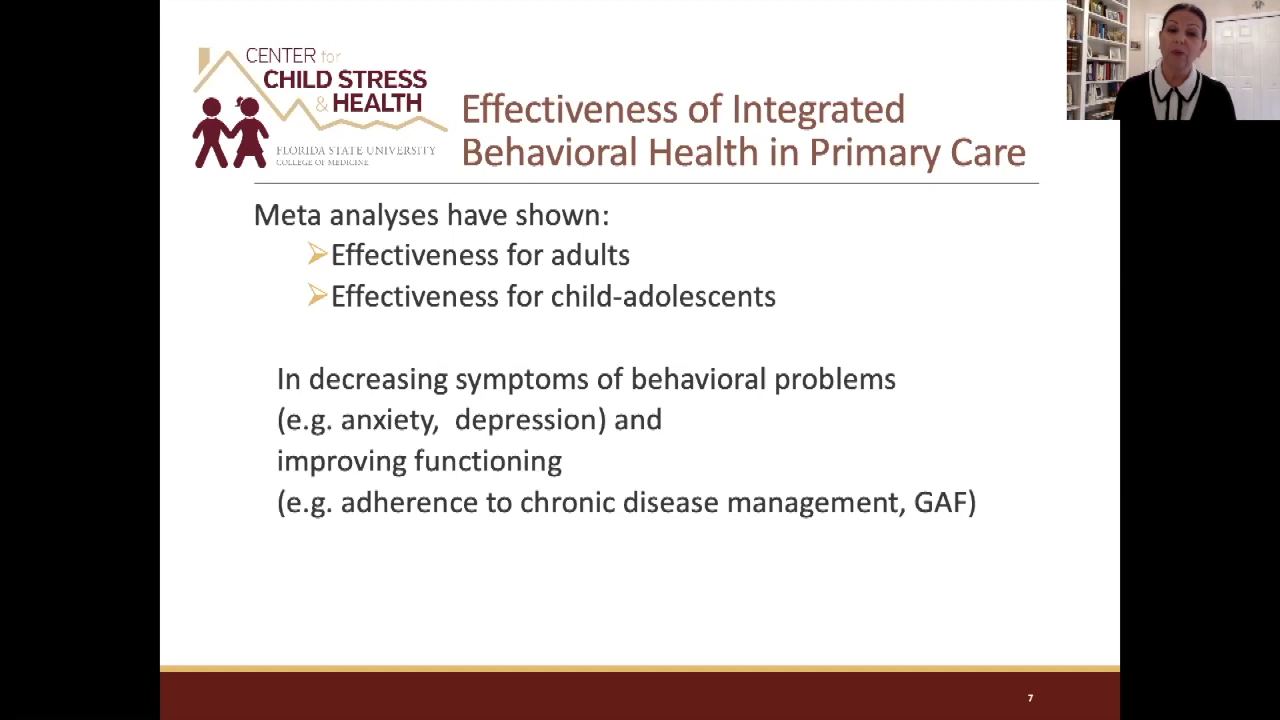 CENTER for
CHILD STRESS
& HEALTH
FLORIDA STATE UNIVERSITY
COLLEGE OF MEDICINE
Effectiveness of Integrated
Behavioral Health in Primary Care
Meta analyses have shown:
➢Effectiveness for adults
➢Effectiveness for child-adolescents
In decreasing symptoms of behavioral problems
(e.g. anxiety,  depression) and
improving functioning
(e.g. adherence to chronic disease management, GAF)
7